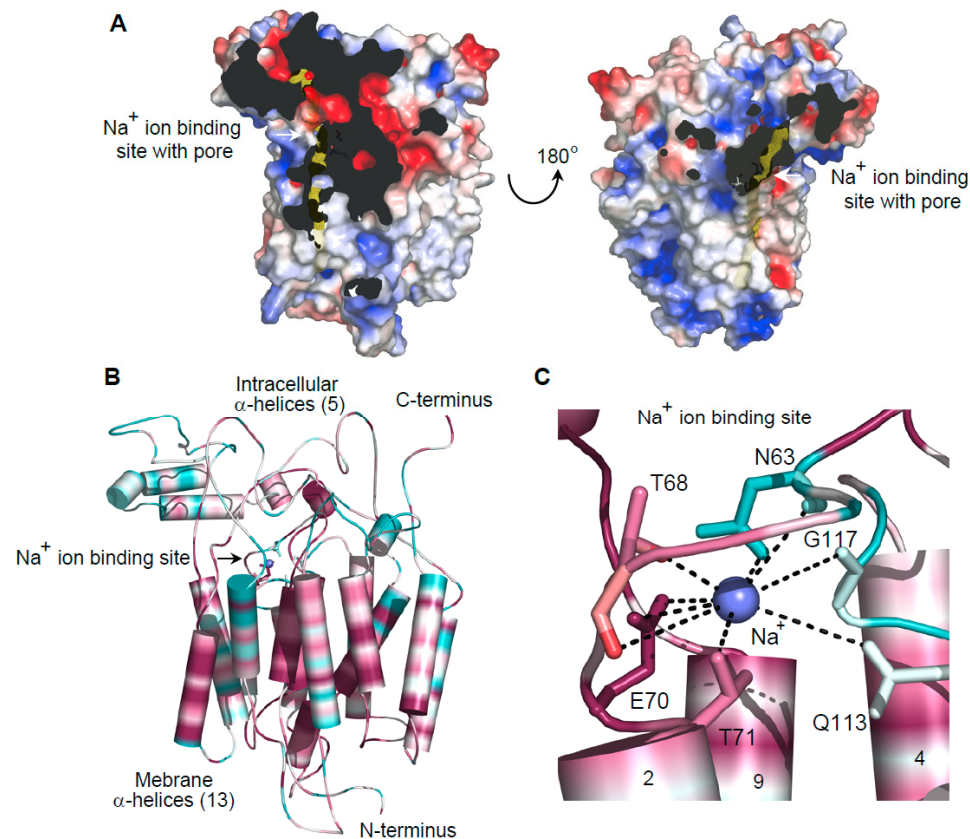 A
Na+ ion binding
site with pore
180o
Na+ ion binding
site with pore
B
Intracellular
α-helices (5)
C-terminus
Na+ ion binding site
Mebrane
α-helices (13)
N-terminus
C
Na+ ion binding site
N63
T68
G117
Na+
E70
T71
Q113
2
9
4